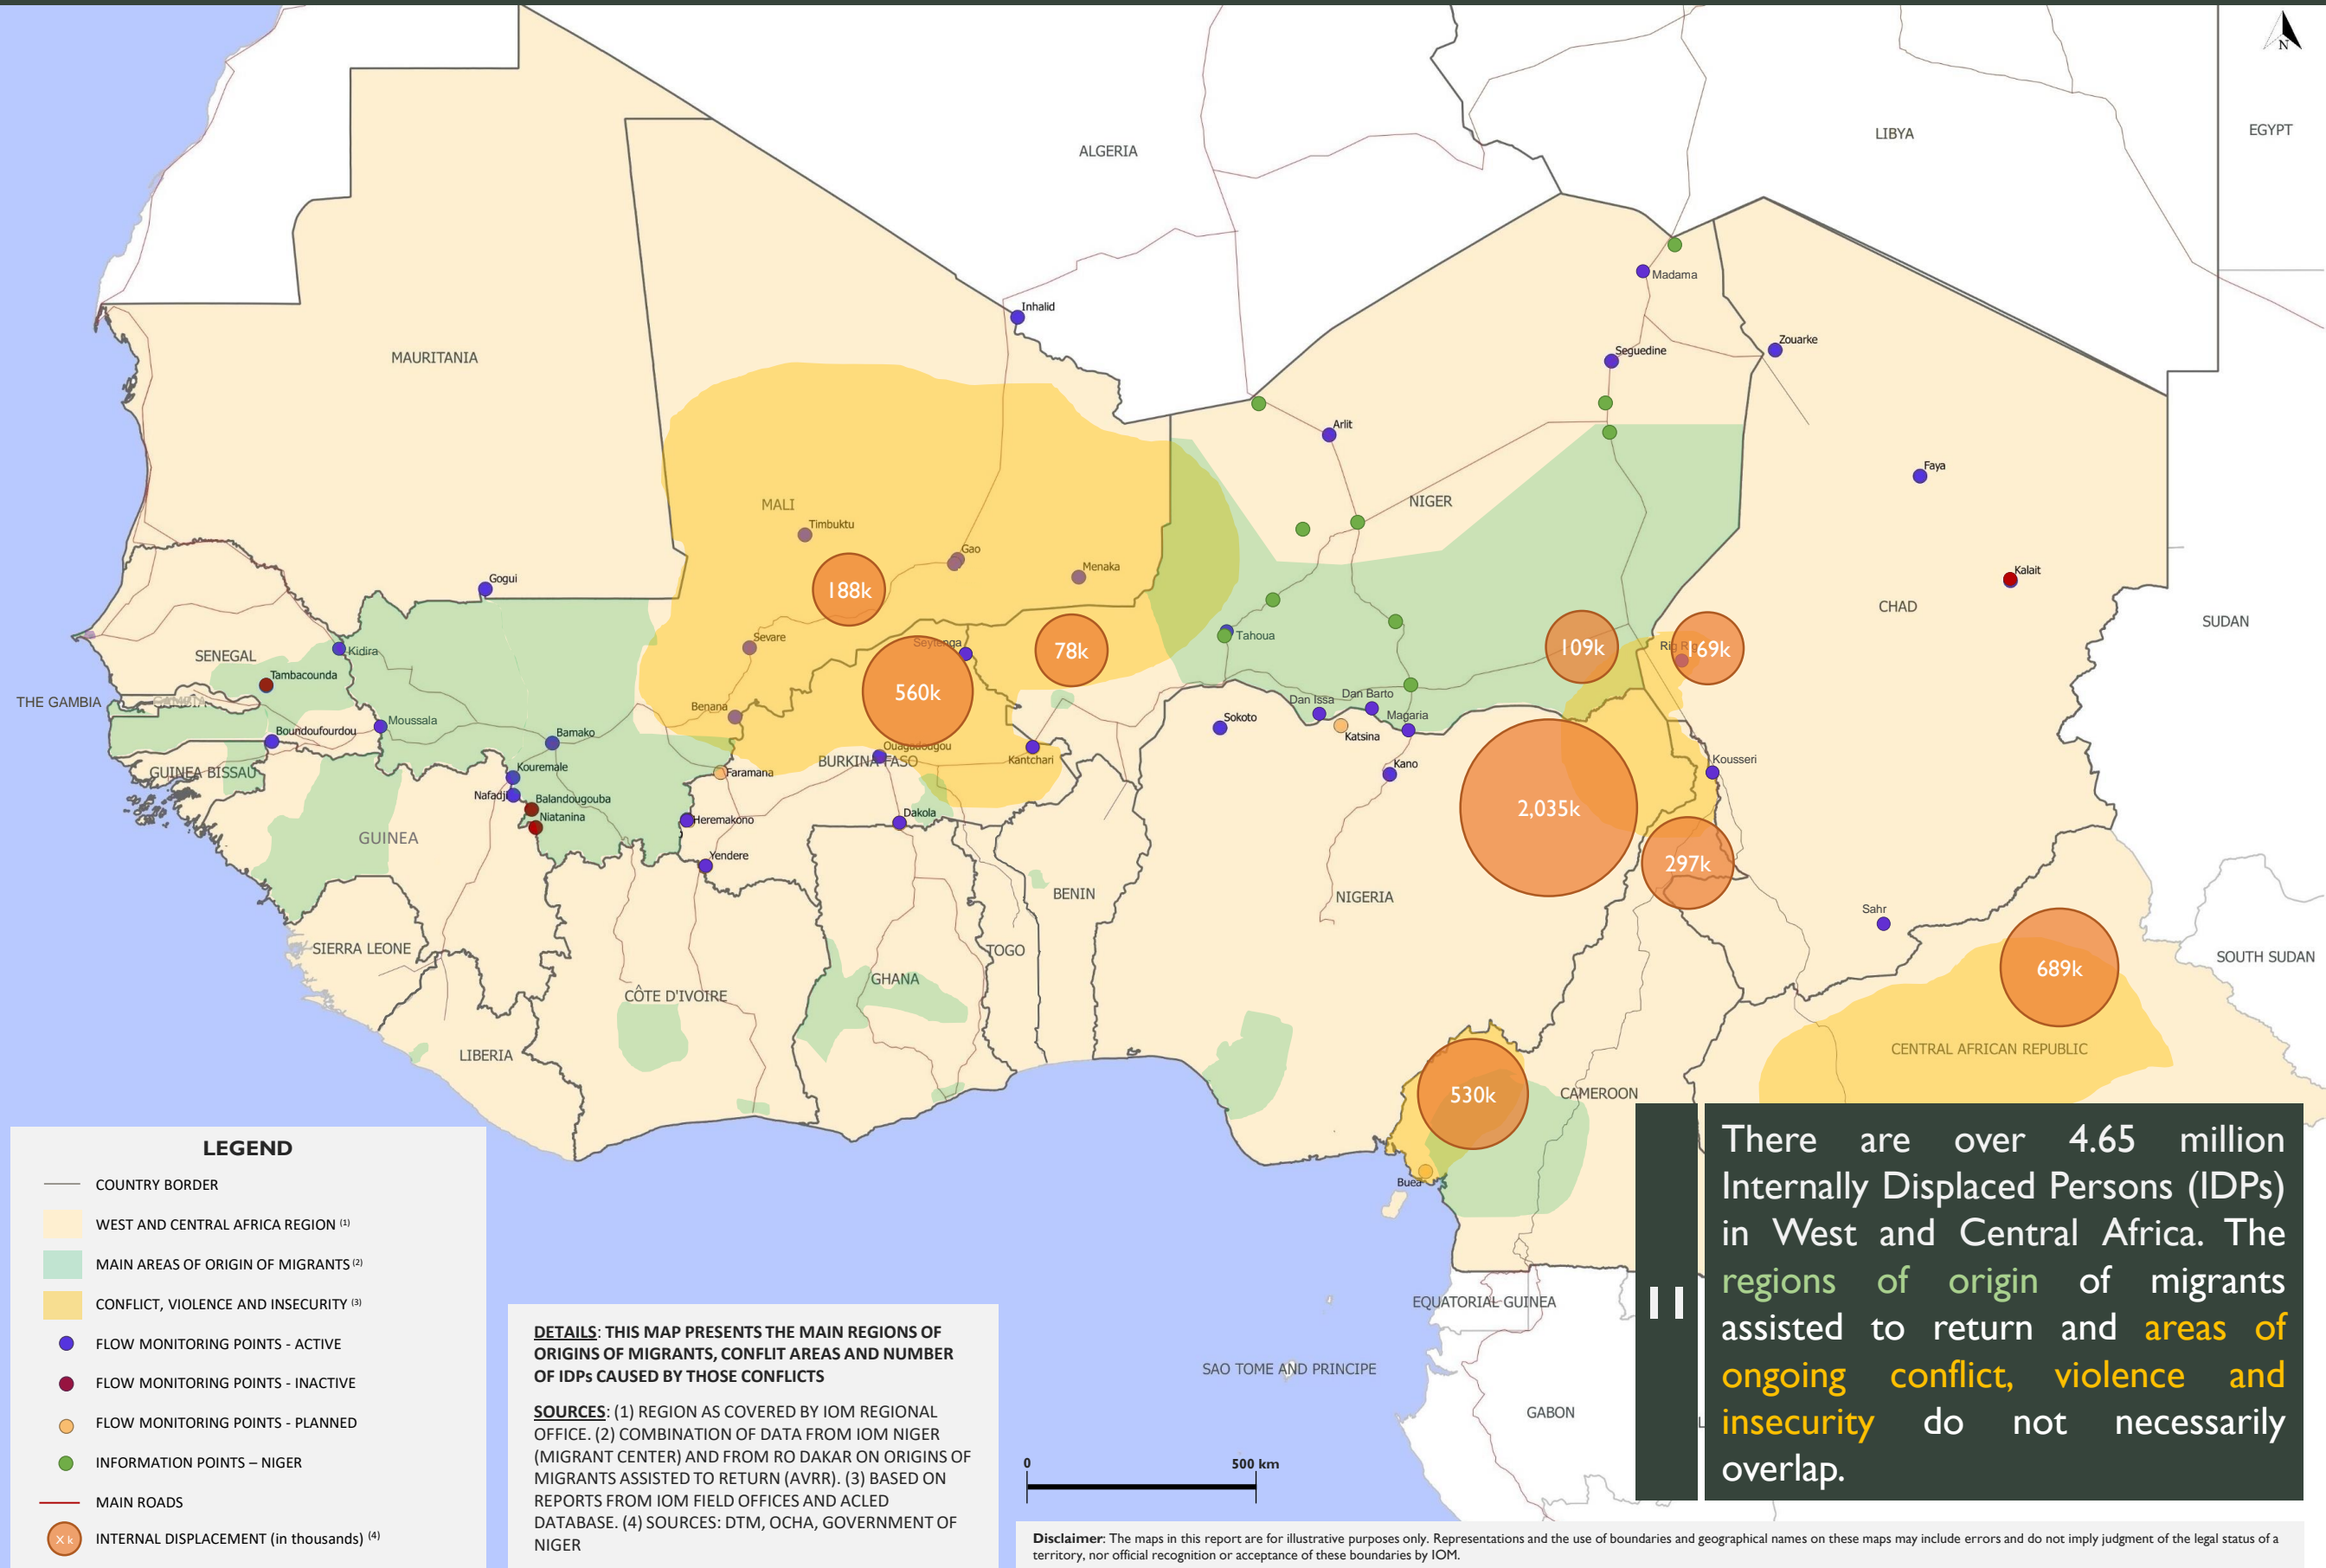 N
ALGERIA
LIBYA
EGYPT
Madama
Inhalid
Zouarke
MAURITANIA
Seguedine
Arlit
Faya
NIGER
MALI
Timbuktu
Gao
Menaka
Kalait
Gogui
188k
CHAD
SUDAN
Kidira
Sevare
Tahoua
78k
109k
169k
SENEGAL
Tambacounda
560k
THE GAMBIA
GAMBIA
Benana
Dan Issa
Dan Barto
Moussala
Sokoto
Magaria
Boundoufourdou
Bamako
Katsina
Ouagadougou
BURKINA FASO
Kantchari
Kousseri
GUINEA BISSAU
Kouremale
Faramana
Kano
Nafadji
Balandougouba
Niatanina
2,035k
Heremakono
Dakola
GUINEA
Yendere
297k
BENIN
NIGERIA
Sahr
SIERRA LEONE
TOGO
SOUTH SUDAN
689k
GHANA
CÔTE D'IVOIRE
LIBERIA
CENTRAL AFRICAN REPUBLIC
530k
CAMEROON
Buea
EQUATORIAL GUINEA
SAO TOME AND PRINCIPE
GABON
LEGEND
COUNTRY BORDER
WEST AND CENTRAL AFRICA REGION (1)
MAIN AREAS OF ORIGIN OF MIGRANTS (2)
CONFLICT, VIOLENCE AND INSECURITY (3)
FLOW MONITORING POINTS - ACTIVE
FLOW MONITORING POINTS - INACTIVE
FLOW MONITORING POINTS - PLANNED
INFORMATION POINTS – NIGER
MAIN ROADS
X k
INTERNAL DISPLACEMENT (in thousands) (4)
DETAILS: THIS MAP PRESENTS THE MAIN REGIONS OF
ORIGINS OF MIGRANTS, CONFLIT AREAS AND NUMBER
OF IDPs CAUSED BY THOSE CONFLICTS
SOURCES: (1) REGION AS COVERED BY IOM REGIONAL
OFFICE. (2) COMBINATION OF DATA FROM IOM NIGER
(MIGRANT CENTER) AND FROM RO DAKAR ON ORIGINS OF
MIGRANTS ASSISTED TO RETURN (AVRR). (3) BASED ON
REPORTS FROM IOM FIELD OFFICES AND ACLED
DATABASE. (4) SOURCES: DTM, OCHA, GOVERNMENT OF
NIGER
0 500 km
There are over 4.65 million
Internally Displaced Persons (IDPs)
in West and Central Africa. The
regions of origin of migrants
assisted to return and areas of
ongoing conflict, violence and
insecurity do not necessarily
overlap.
Disclaimer: The maps in this report are for illustrative purposes only. Representations and the use of boundaries and geographical names on these maps may include errors and do not imply judgment of the legal status of a
territory, nor official recognition or acceptance of these boundaries by IOM.